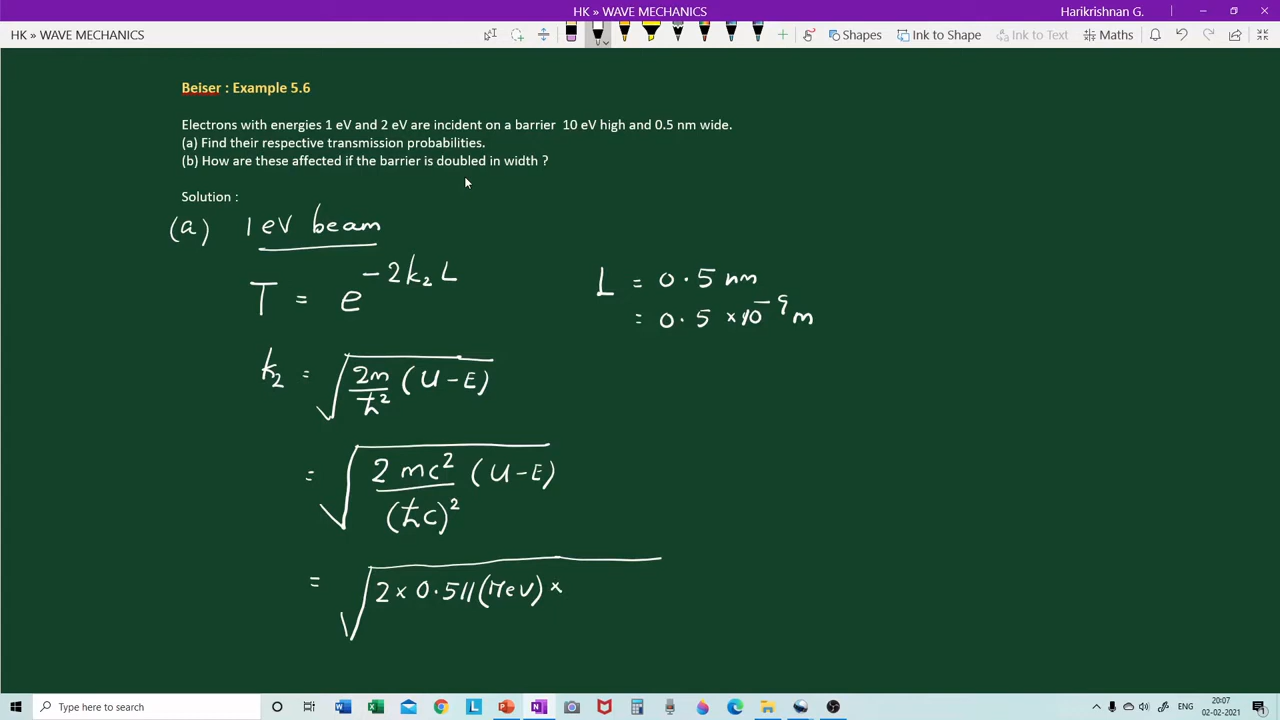 HK » WAVE MECHANICS
Harikrishnan G.
HK » WAVE MECHANICS
Shapes Ink to Shape Ink to Text Maths
Beiser : Example 5.6
Electrons with energies 1 eV and 2 eV are incident on a barrier 10 eV high and 0.5 nm wide.
(a) Find their respective transmission probabilities.
(b) How are these affected if the barrier is doubled in width ?
Solution :
(a) 1 eV beam
T = e^{-2k₂L}
L = 0.5 nm
= 0.5 × 10⁻⁹ m
k₂ = √(2m/ħ² (U-E))
= √(2 mc²/(ħc)² (U-E))
= √(2 × 0.511 (MeV) ×
Type here to search
ENG
20:07
02-02-2021